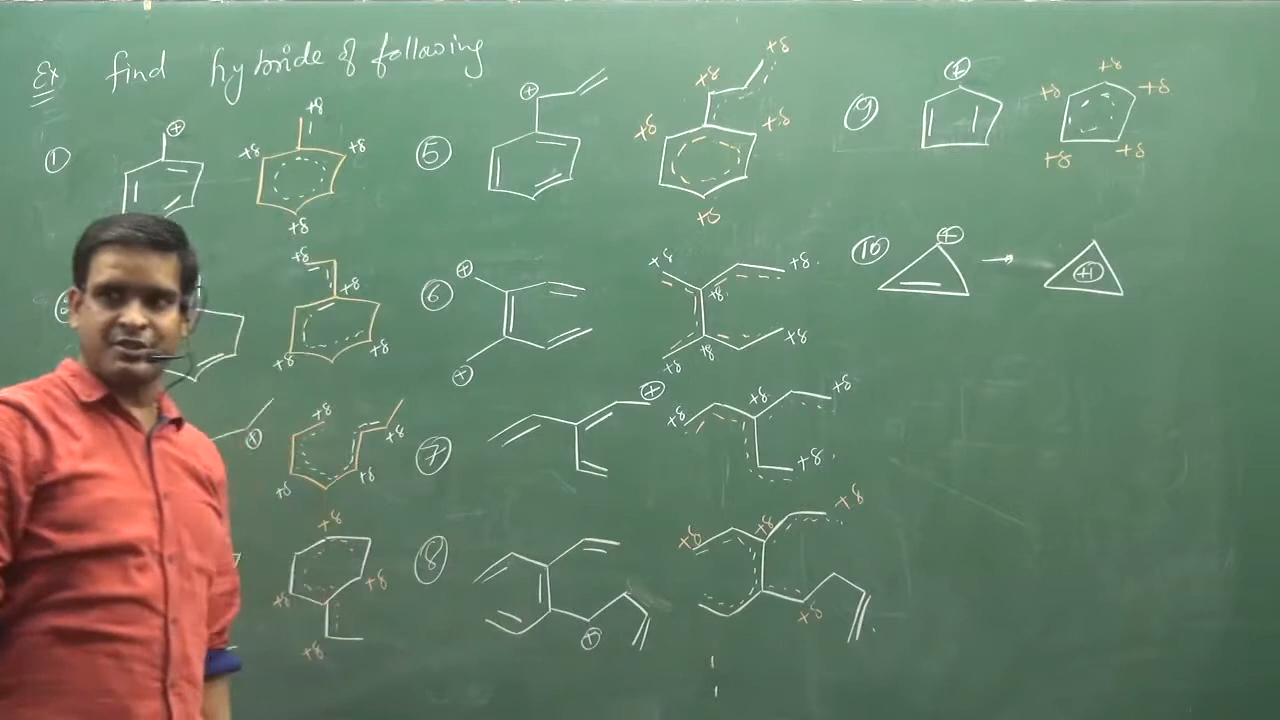 Ex find hybride of following
① ⊕ +δ +δ +δ +δ
+δ +δ +δ +δ
⊕ +δ +δ +δ +δ
+δ +δ +δ +δ
⑤ ⊕ +δ +δ +δ +δ +δ
⑥ ⊕ ⊕ +δ +δ +δ +δ +δ +δ
⑦ ⊕ +δ +δ +δ +δ
⑧ ⊕ +δ +δ +δ +δ
⑨ ⊕ +δ +δ +δ +δ +δ
⑩ ⊕ → ⊕